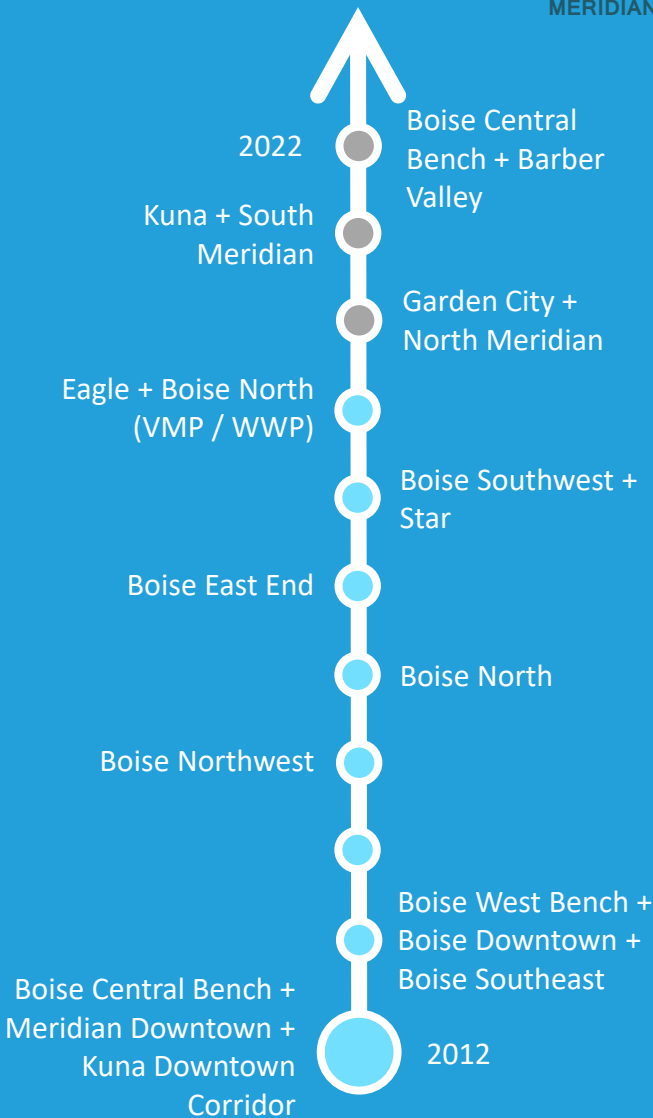 MERIDIAN
2022
Boise Central
Bench + Barber
Valley
Kuna + South
Meridian
Garden City +
North Meridian
Eagle + Boise North
(VMP / WWP)
Boise Southwest +
Star
Boise East End
Boise North
Boise Northwest
Boise West Bench +
Boise Downtown +
Boise Southeast
Boise Central Bench +
Meridian Downtown +
Kuna Downtown
Corridor
2012